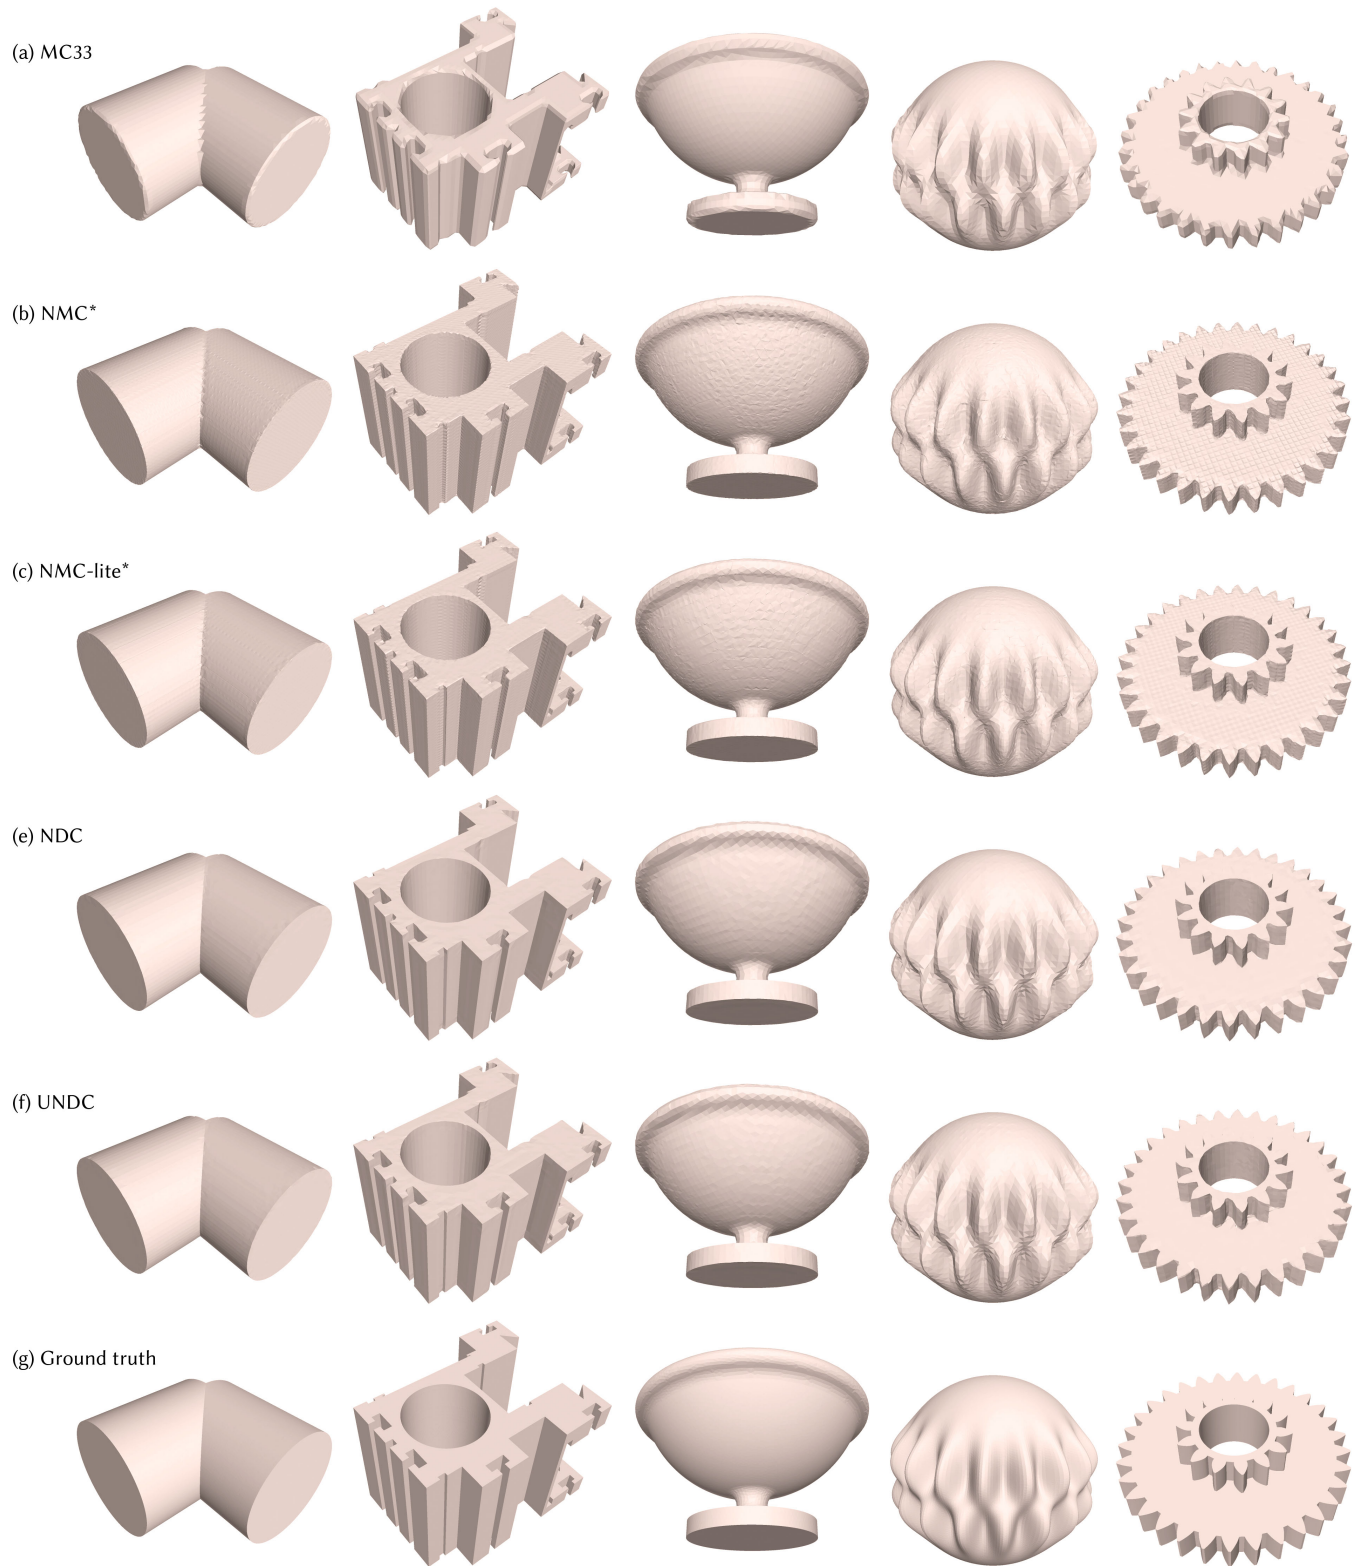 (a) MC33
(b) NMC*
(c) NMC-lite*
(e) NDC
(f) UNDC
(g) Ground truth